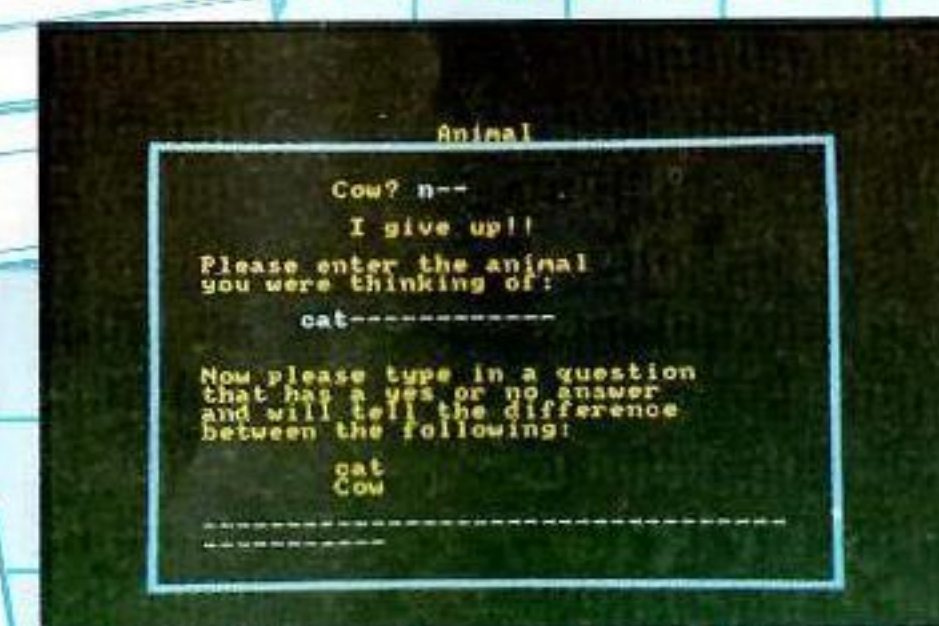 Animal
Cow? n--
I give up!!
Please enter the animal
you were thinking of:
cat------------
Now please type in a question
that has a yes or no answer
and will tell the difference
between the following:
cat
Cow